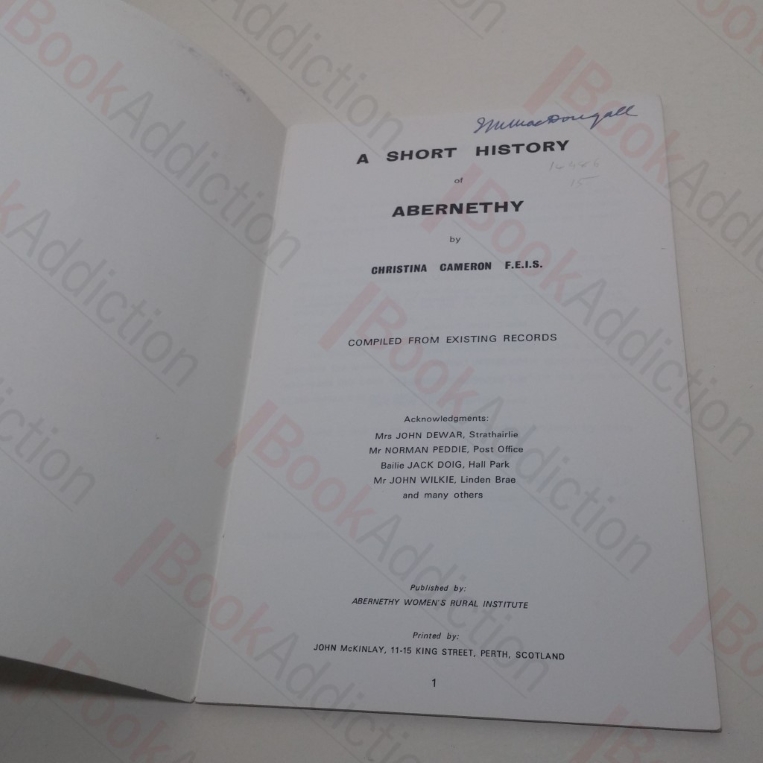 MacDougall
A SHORT HISTORY
of
ABERNETHY
by
CHRISTINA CAMERON F.E.I.S.
COMPILED FROM EXISTING RECORDS
Acknowledgments:
Mrs JOHN DEWAR, Strathairlie
Mr NORMAN PEDDIE, Post Office
Bailie JACK DOIG, Hall Park
Mr JOHN WILKIE, Linden Brae
and many others
Published by:
ABERNETHY WOMEN'S RURAL INSTITUTE
Printed by:
JOHN McKINLAY, 11-15 KING STREET, PERTH, SCOTLAND
1
BookAddiction